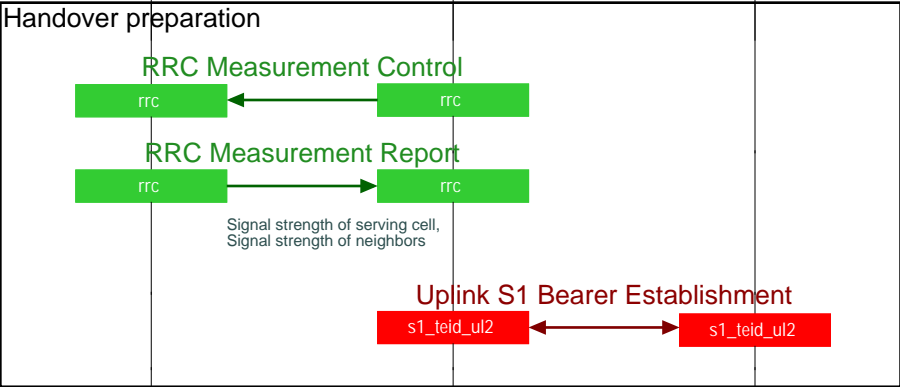 Handover preparation
RRC Measurement Control
rrc rrc
RRC Measurement Report
rrc rrc
Signal strength of serving cell,
Signal strength of neighbors
Uplink S1 Bearer Establishment
s1_teid_ul2 s1_teid_ul2